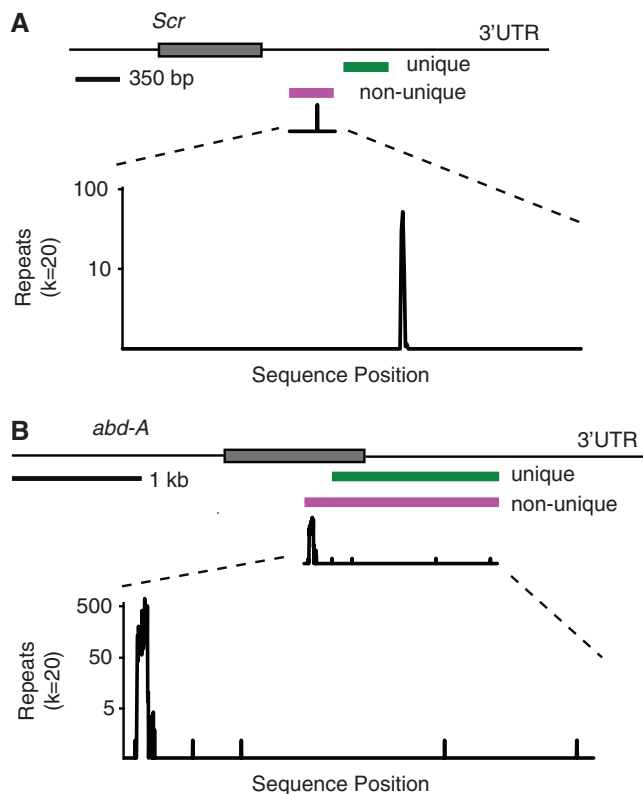 A
Scr
3'UTR
350 bp
unique
non-unique
100
10
Repeats
(k=20)
Sequence Position
B
abd-A
3'UTR
1 kb
unique
non-unique
500
50
5
Repeats
(k=20)
Sequence Position